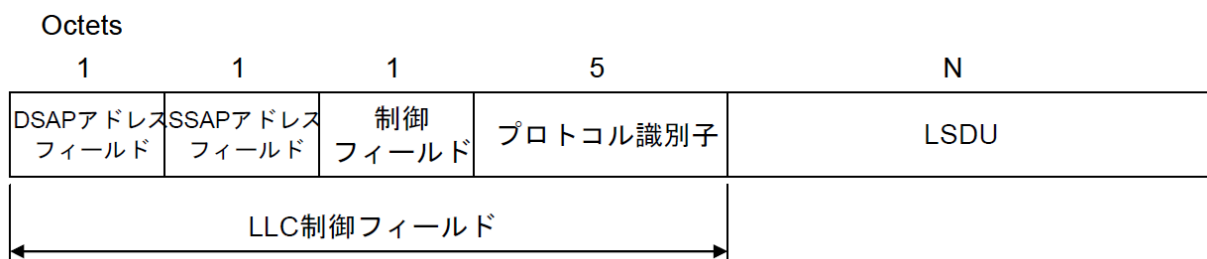 Octets
1 1 1 5 N
DSAPアドレス
フィールド
SSAPアドレス
フィールド
制御
フィールド
プロトコル識別子
LSDU
LLC制御フィールド